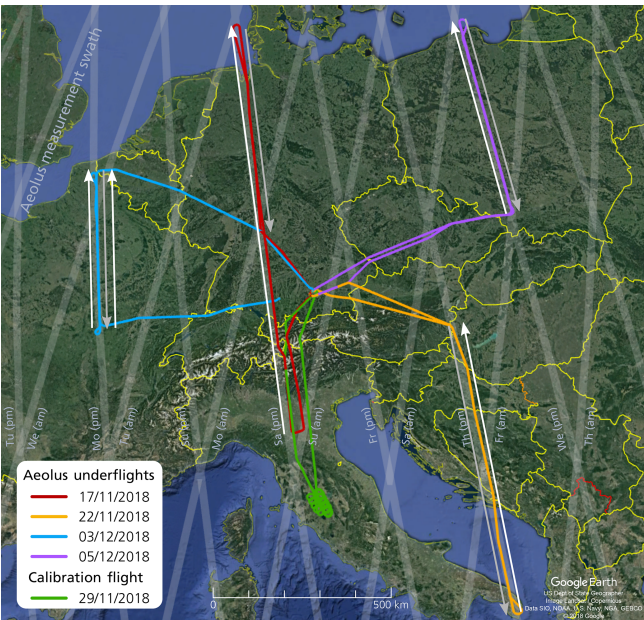 Aeolus measurement swath
Tu (pm)
We (am)
Mo (pm)
Mo (am)
Sa (pm)
Su (am)
Fr (pm)
Sa (am)
Th (pm)
Fr (am)
We (pm)
Th (am)
Aeolus underflights
17/11/2018
22/11/2018
03/12/2018
05/12/2018
Calibration flight
29/11/2018
0
500 km
Google Earth
US Dept of State Geographer
Image Landsat / Copernicus
Data SIO, NOAA, U.S. Navy, NGA, GEBCO
© 2018 Google